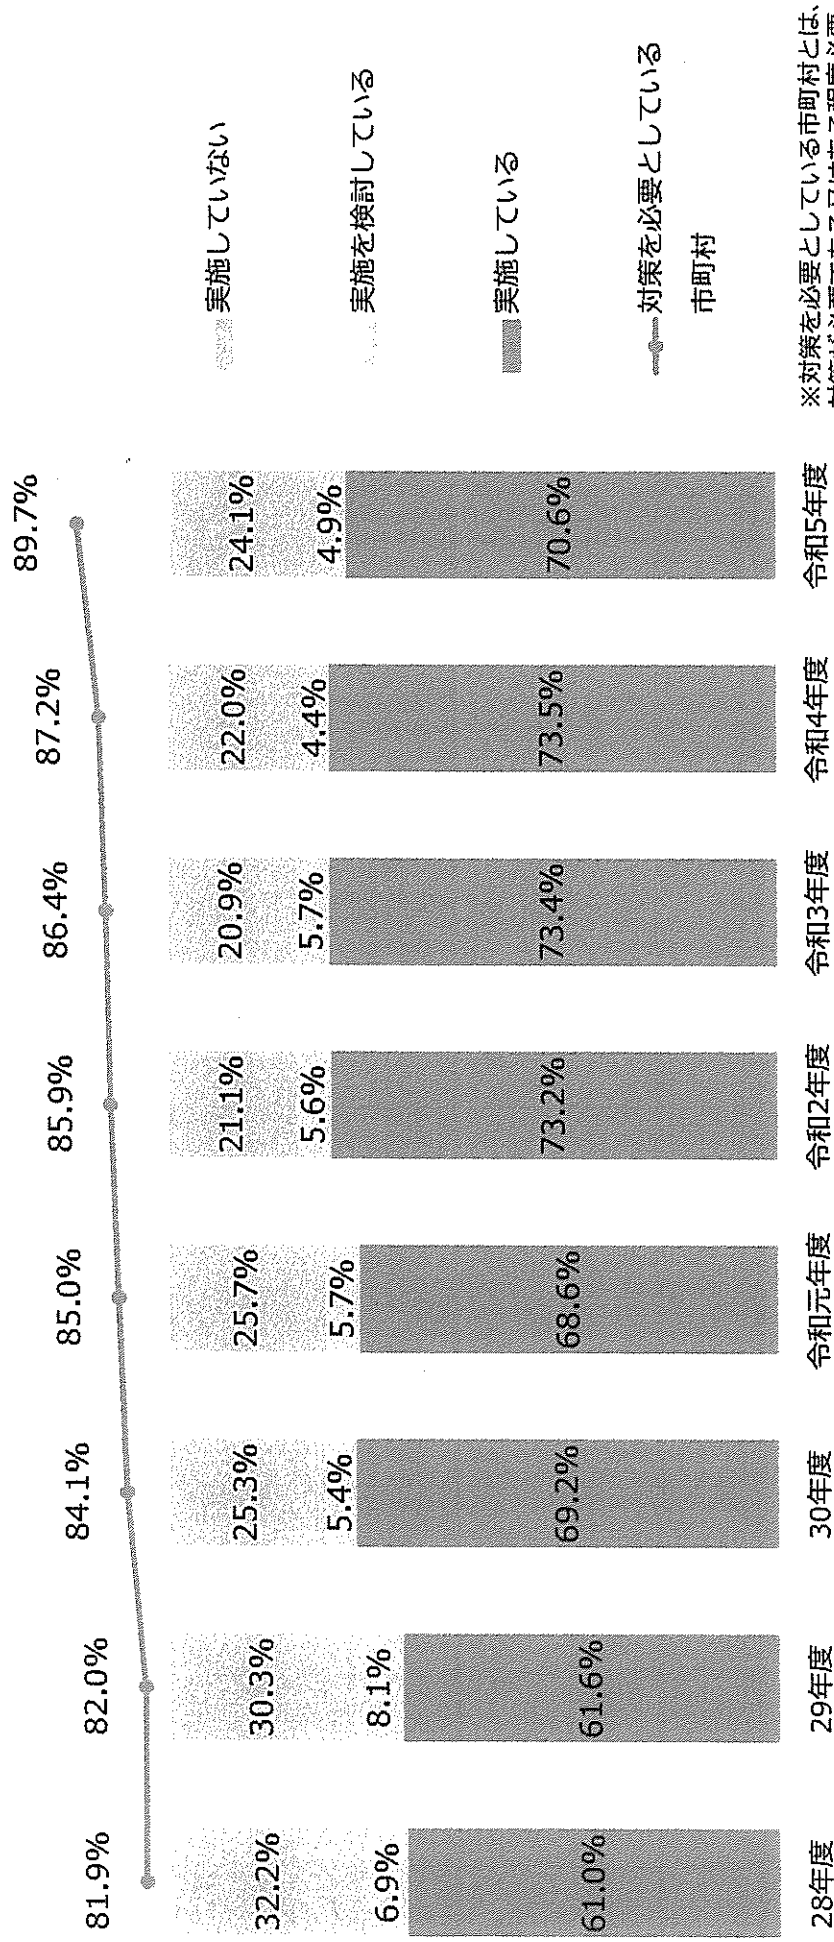 81.9% 82.0% 84.1% 85.0% 85.9% 86.4% 87.2% 89.7%
32.2% 30.3% 25.3% 25.7% 21.1% 20.9% 22.0% 24.1%
6.9% 8.1% 5.4% 5.7% 5.6% 5.7% 4.4% 4.9%
61.0% 61.6% 69.2% 68.6% 73.2% 73.4% 73.5% 70.6%
28年度 29年度 30年度 令和元年度 令和2年度 令和3年度 令和4年度 令和5年度
実施していない
実施を検討している
実施している
対策を必要としている
市町村
※対策を必要としている市町村とは、